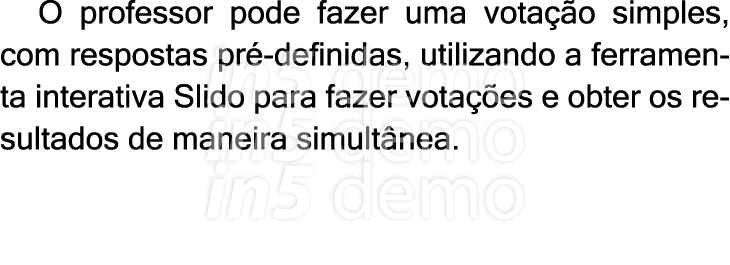 O professor pode fazer uma votação simples,
com respostas pré-definidas, utilizando a ferramen-
ta interativa Slido para fazer votações e obter os re-
sultados de maneira simultânea.
in5 demo
in5 demo
in5 demo